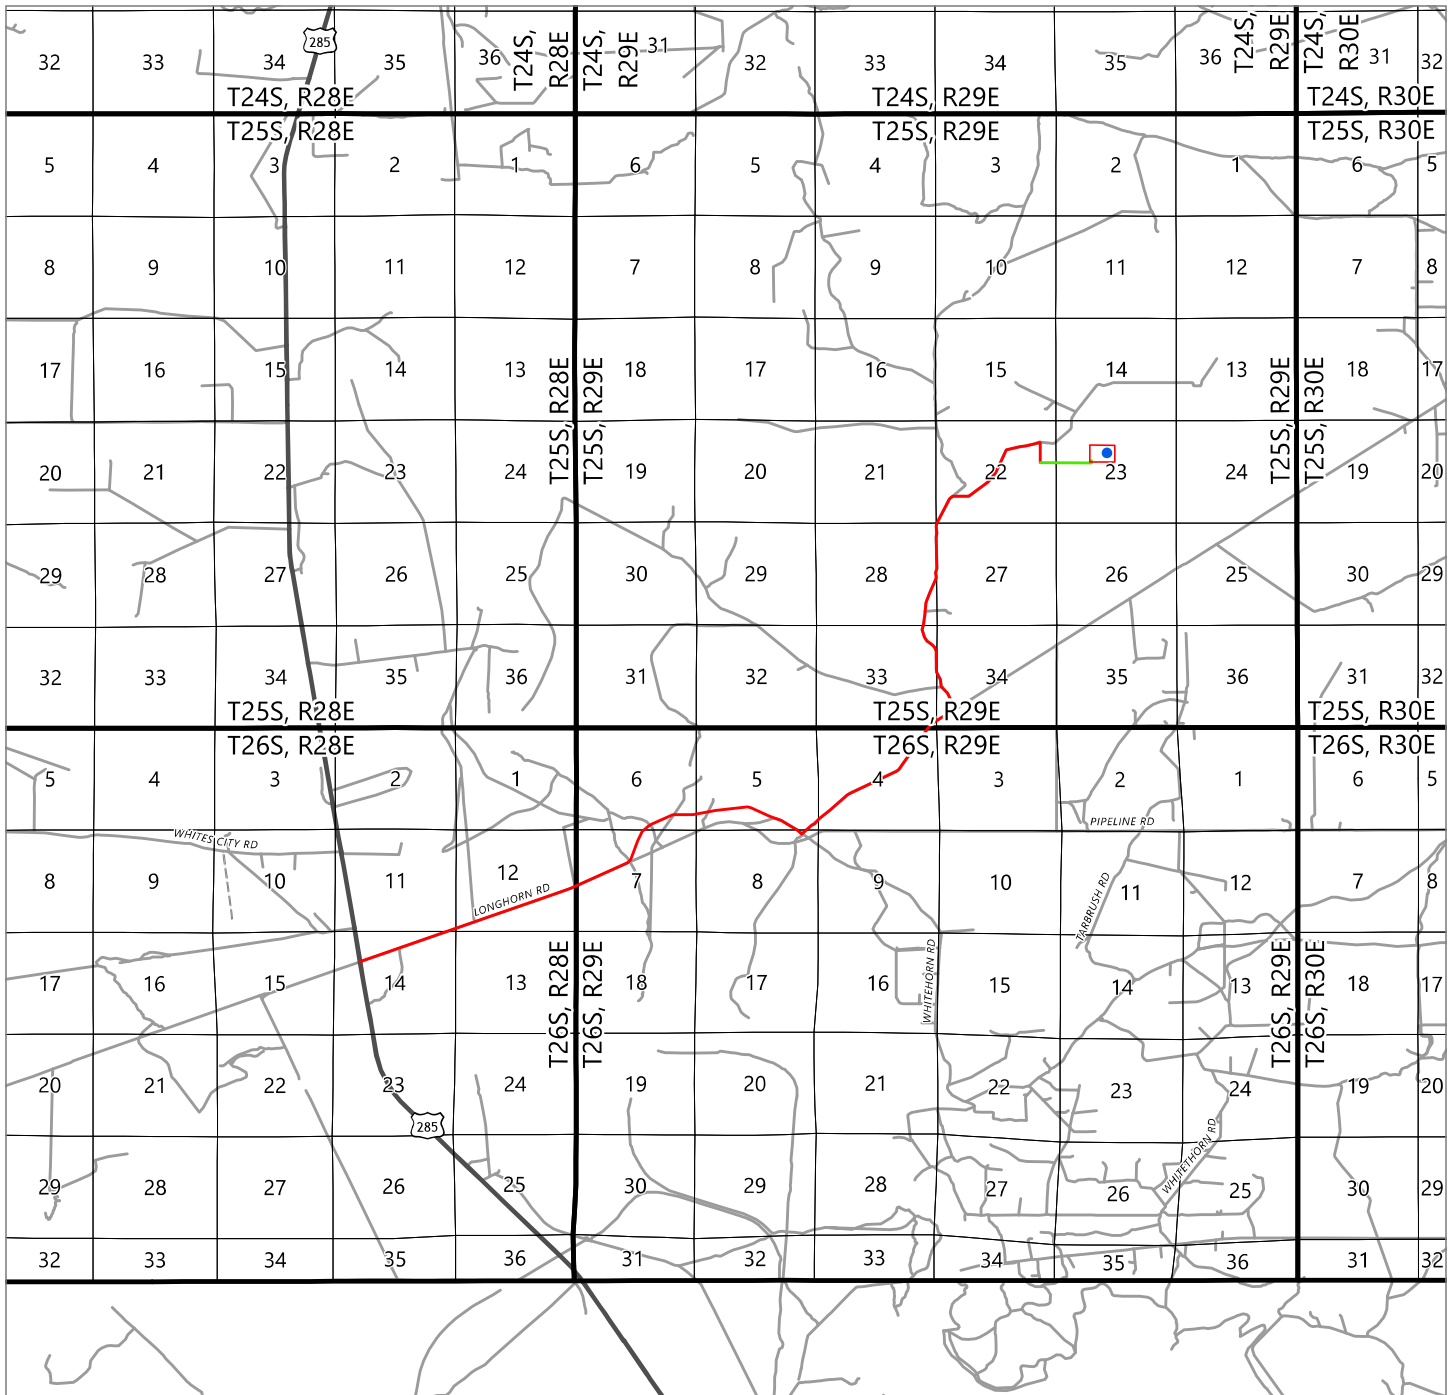 285
32 33 34 35 36 T24S, R28E T24S, R29E 31 32 33 34 35 36 T24S, R29E T24S, R30E 31 32
T24S, R28E T24S, R29E T24S, R30E
T25S, R28E T25S, R29E T25S, R30E
5 4 3 2 1 6 5 4 3 2 1 6 5
8 9 10 11 12 7 8 9 10 11 12 7 8
17 16 15 14 13 18 17 16 15 14 13 18 17
T25S, R28E T25S, R29E T25S, R29E T25S, R30E
20 21 22 23 24 19 20 21 22 23 24 19 20
29 28 27 26 25 30 29 28 27 26 25 30 29
32 33 34 35 36 31 32 33 34 35 36 31 32
T25S, R28E T25S, R29E T25S, R30E
T26S, R28E T26S, R29E T26S, R30E
5 4 3 2 1 6 5 4 3 2 1 6 5
PIPELINE RD
WHITES CITY RD
8 9 10 11 12 7 8 9 10 11 12 7 8
LONGHORN RD
TARBRUSH RD
T26S, R28E T26S, R29E T26S, R29E T26S, R30E
WHITEHORN RD
17 16 15 14 13 18 17 16 15 14 13 18 17
20 21 22 23 24 19 20 21 22 23 24 19 20
285
WHITETHORN RD
29 28 27 26 25 30 29 28 27 26 25 30 29
32 33 34 35 36 31 32 33 34 35 36 31 32